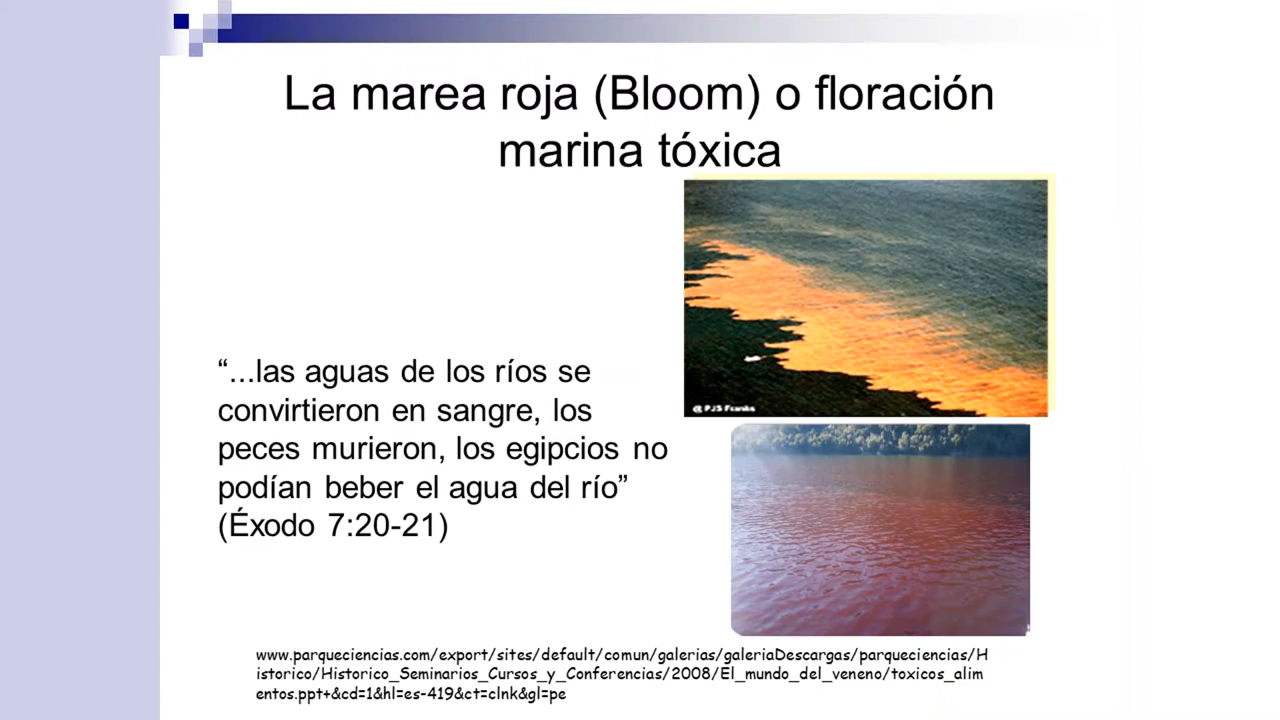 La marea roja (Bloom) o floración
marina tóxica
“...las aguas de los ríos se
convirtieron en sangre, los
peces murieron, los egipcios no
podían beber el agua del río”
(Éxodo 7:20-21)
@ PJS Franks
www.parqueciencias.com/export/sites/default/comun/galerias/galeriaDescargas/parqueciencias/H
istorico/Historico_Seminarios_Cursos_y_Conferencias/2008/El_mundo_del_veneno/toxicos_alim
entos.ppt+&cd=1&hl=es-419&ct=clnk&gl=pe